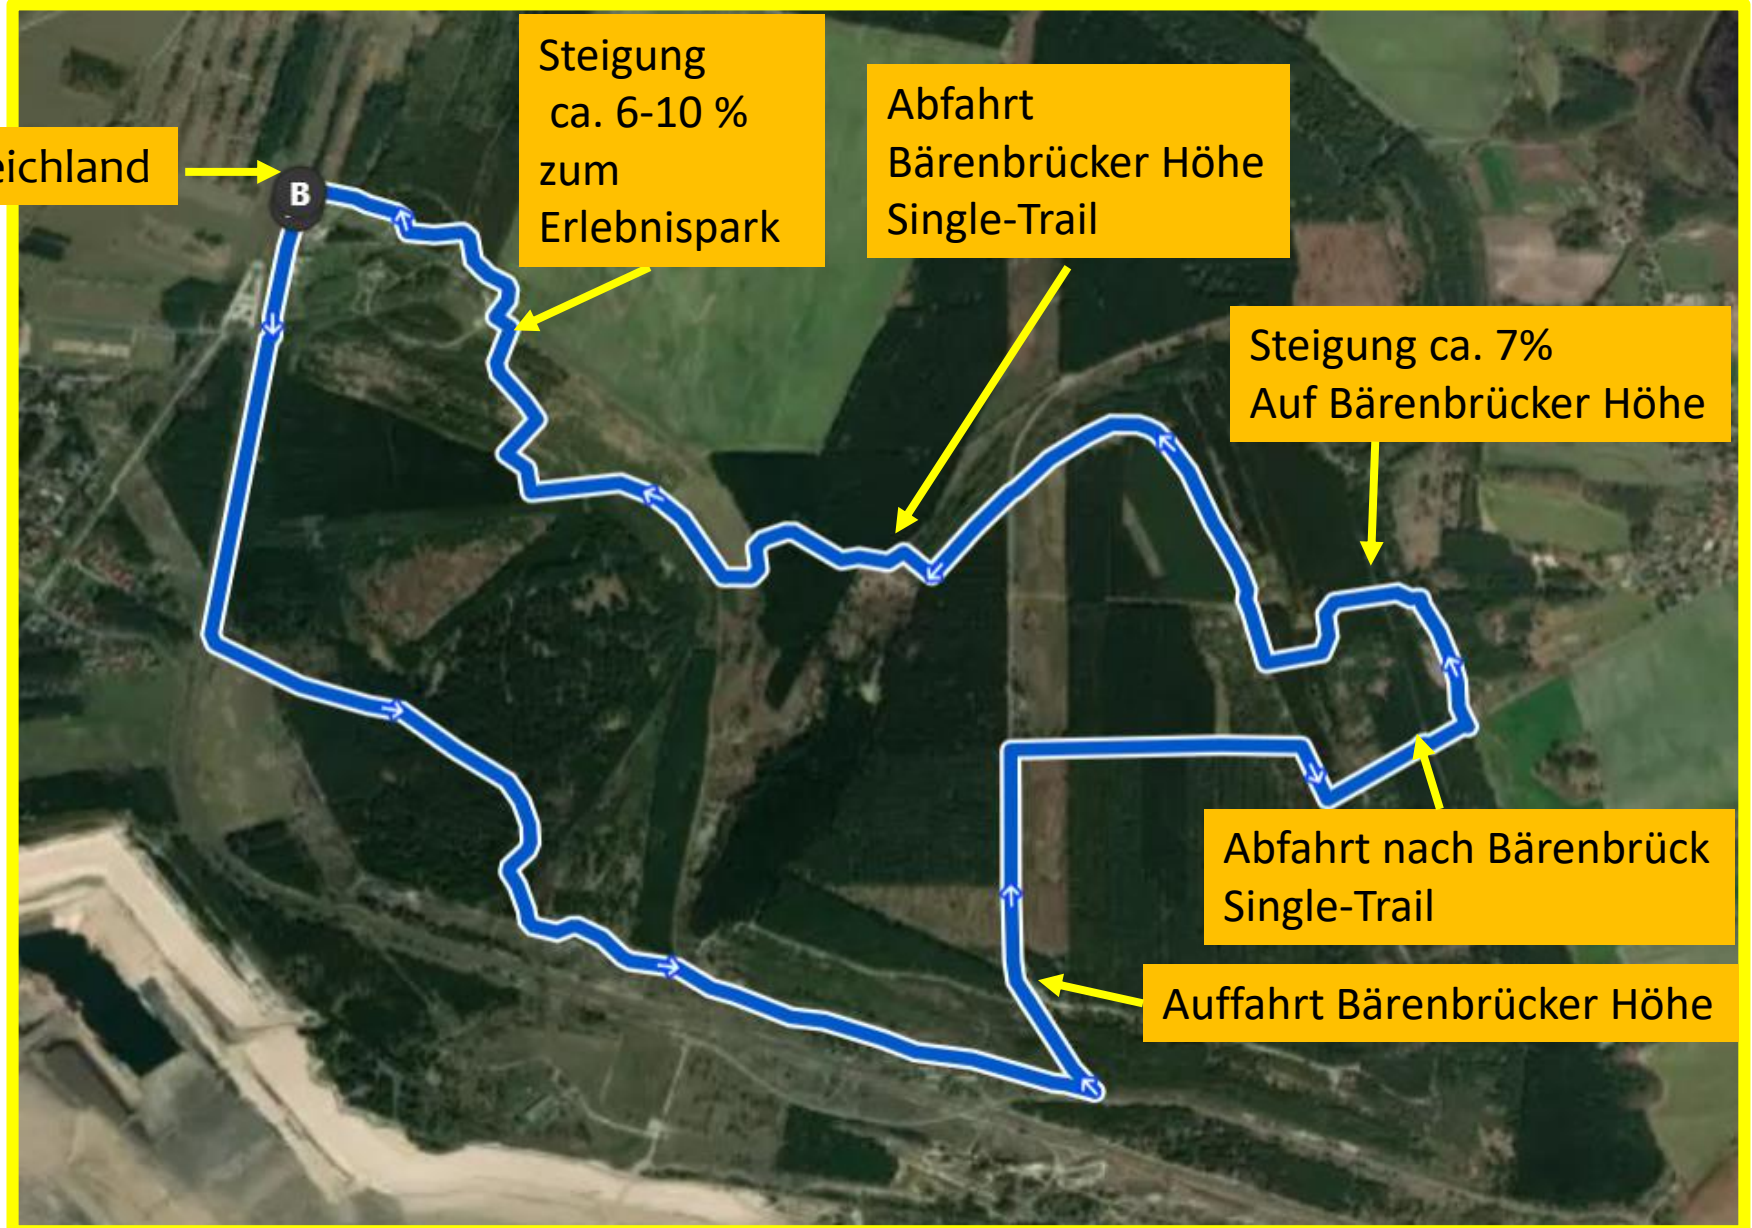 Steigung
ca. 6-10 %
zum
Erlebnispark
Abfahrt
Bärenbrücker Höhe
Single-Trail
eichland
B
Steigung ca. 7%
Auf Bärenbrücker Höhe
Abfahrt nach Bärenbrück
Single-Trail
Auffahrt Bärenbrücker Höhe